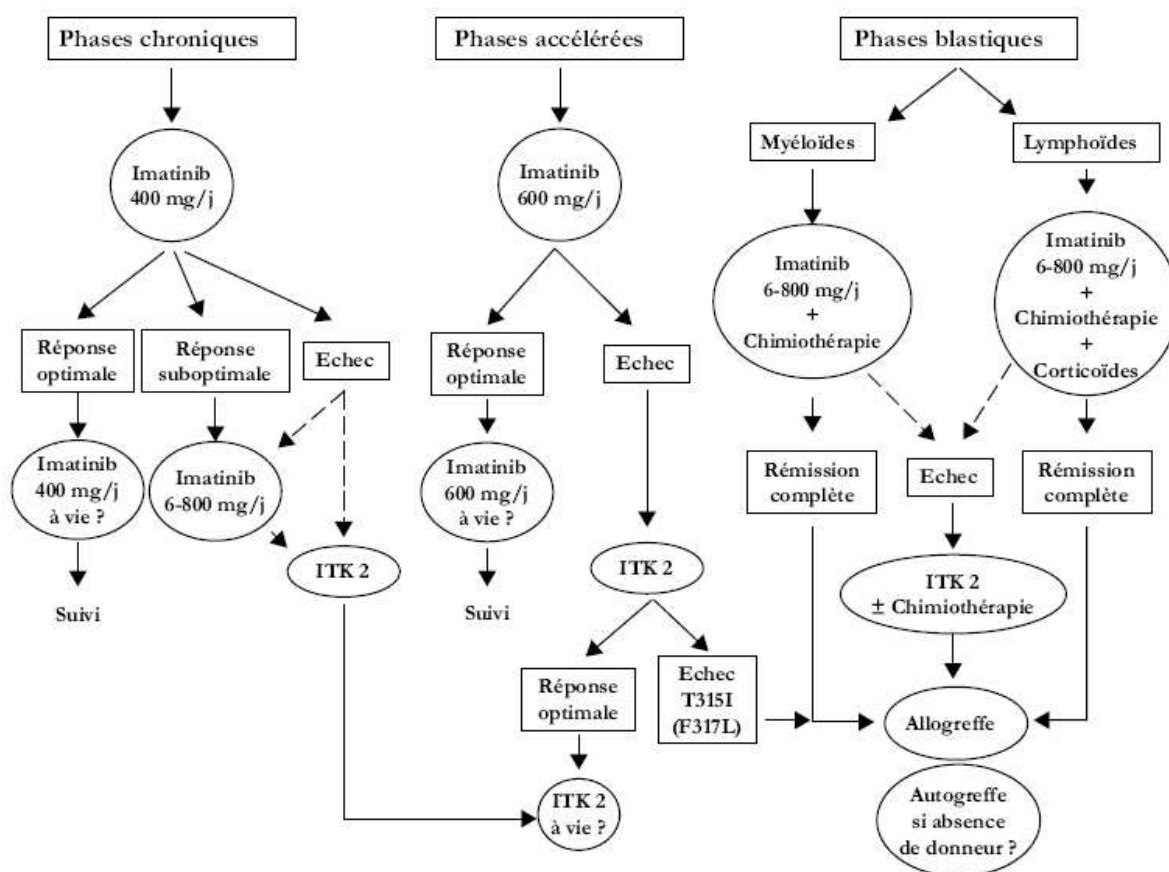 Phases chroniques
Phases accélérées
Phases blastiques
Myéloïdes
Lymphoïdes
Imatinib
400 mg/j
Imatinib
600 mg/j
Imatinib
6-800 mg/j
+
Chimiothérapie
Imatinib
6-800 mg/j
+
Chimiothérapie
+
Corticoïdes
Réponse
optimale
Réponse
suboptimale
Echec
Réponse
optimale
Echec
Imatinib
400 mg/j
à vie ?
Imatinib
6-800 mg/j
Imatinib
600 mg/j
à vie ?
Rémission
complète
Echec
Rémission
complète
ITK 2
ITK 2
ITK 2
± Chimiothérapie
Suivi
Suivi
Réponse
optimale
Echec
T315I
(F317L)
Allogreffe
ITK 2
à vie ?
Autogreffe
si absence
de donneur ?